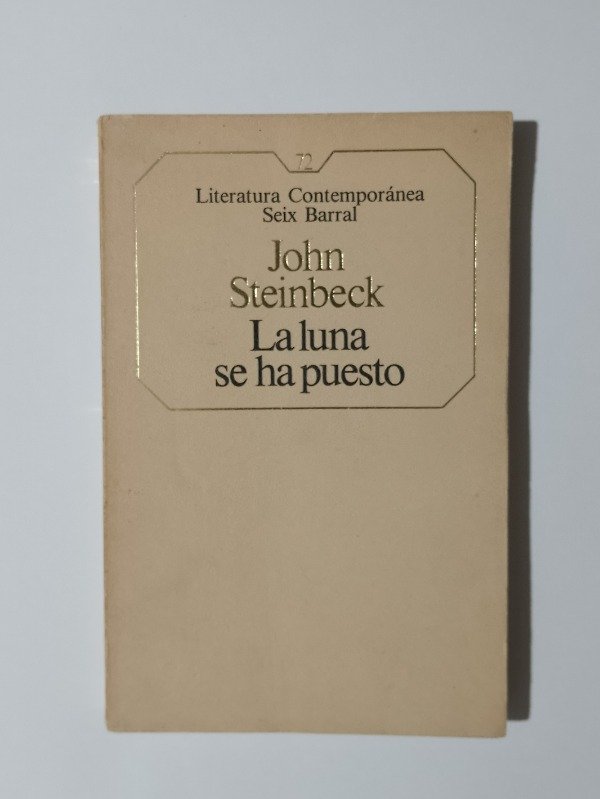 72
Literatura Contemporánea
Seix Barral
John
Steinbeck
La luna
se ha puesto